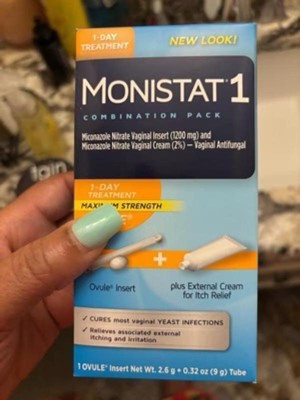 1-DAY
TREATMENT
NEW LOOK!
MONISTAT 1
COMBINATION PACK
Miconazole Nitrate Vaginal Insert (1200 mg) and
Miconazole Nitrate Vaginal Cream (2%) — Vaginal Antifungal
1-DAY
TREATMENT
STRENGTH
+
Ovule® Insert
plus External Cream
for Itch Relief
✓ CURES most vaginal YEAST INFECTIONS
✓ Relieves associated external
itching and irritation
1 OVULE® Insert Net Wt. 2.6 g • 0.32 oz (9 g) Tube